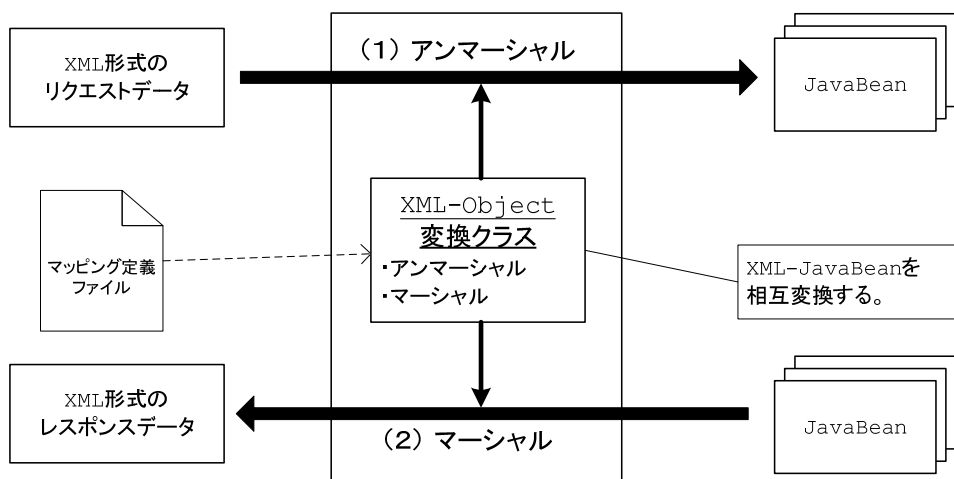 XML形式の
リクエストデータ
(1) アンマーシャル
JavaBean
マッピング定義
ファイル
XML-Object
変換クラス
・アンマーシャル
・マーシャル
XML-JavaBeanを
相互変換する。
XML形式の
レスポンスデータ
(2) マーシャル
JavaBean